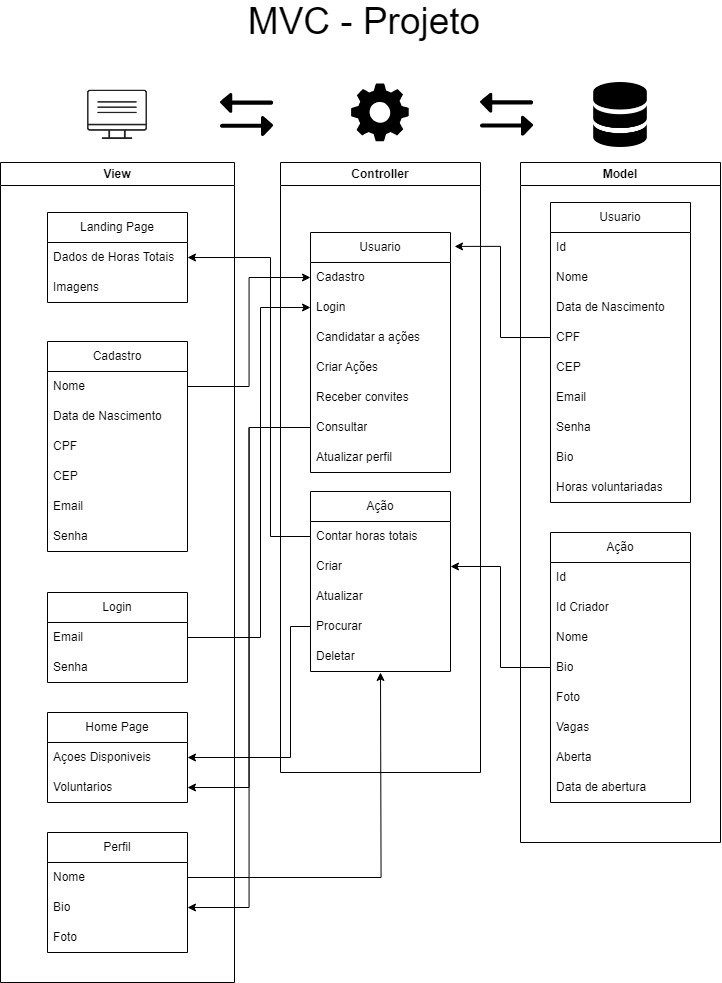 MVC - Projeto
View
Landing Page
Dados de Horas Totais
Imagens
Cadastro
Nome
Data de Nascimento
CPF
CEP
Email
Senha
Login
Email
Senha
Home Page
Açoes Disponiveis
Voluntarios
Perfil
Nome
Bio
Foto
Controller
Usuario
Cadastro
Login
Candidatar a ações
Criar Ações
Receber convites
Consultar
Atualizar perfil
Ação
Contar horas totais
Criar
Atualizar
Procurar
Deletar
Model
Usuario
Id
Nome
Data de Nascimento
CPF
CEP
Email
Senha
Bio
Horas voluntariadas
Ação
Id
Id Criador
Nome
Bio
Foto
Vagas
Aberta
Data de abertura